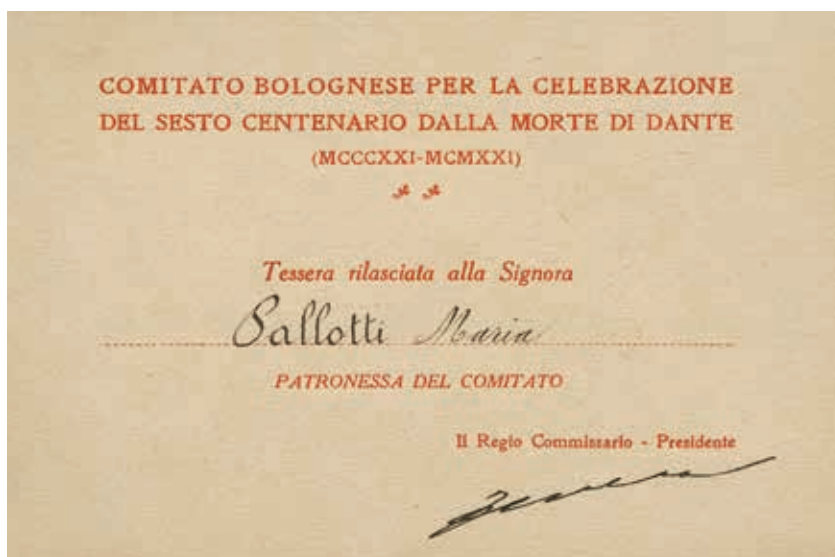 COMITATO BOLOGNESE PER LA CELEBRAZIONE
DEL SESTO CENTENARIO DALLA MORTE DI DANTE
(MCCCXXI-MCMXXI)
Tessera rilasciata alla Signora
Pallotti Maria
PATRONESSA DEL COMITATO
Il Regio Commissario - Presidente